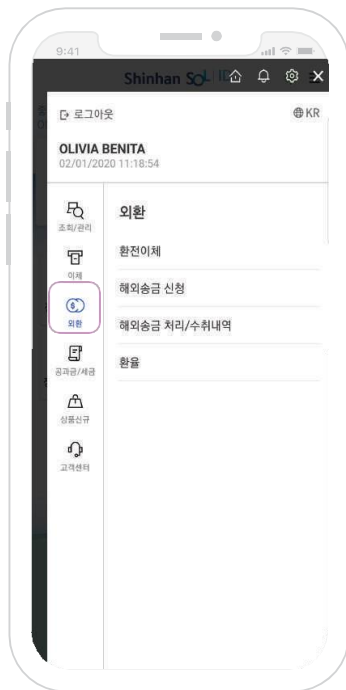 9:41
Shinhan SOL
로그아웃
KR
OLIVIA BENITA
02/01/2020 11:18:54
조회/관리
외환
이체
환전이체
외환
해외송금 신청
해외송금 처리/수취내역
공과금/세금
환율
상품신규
고객센터